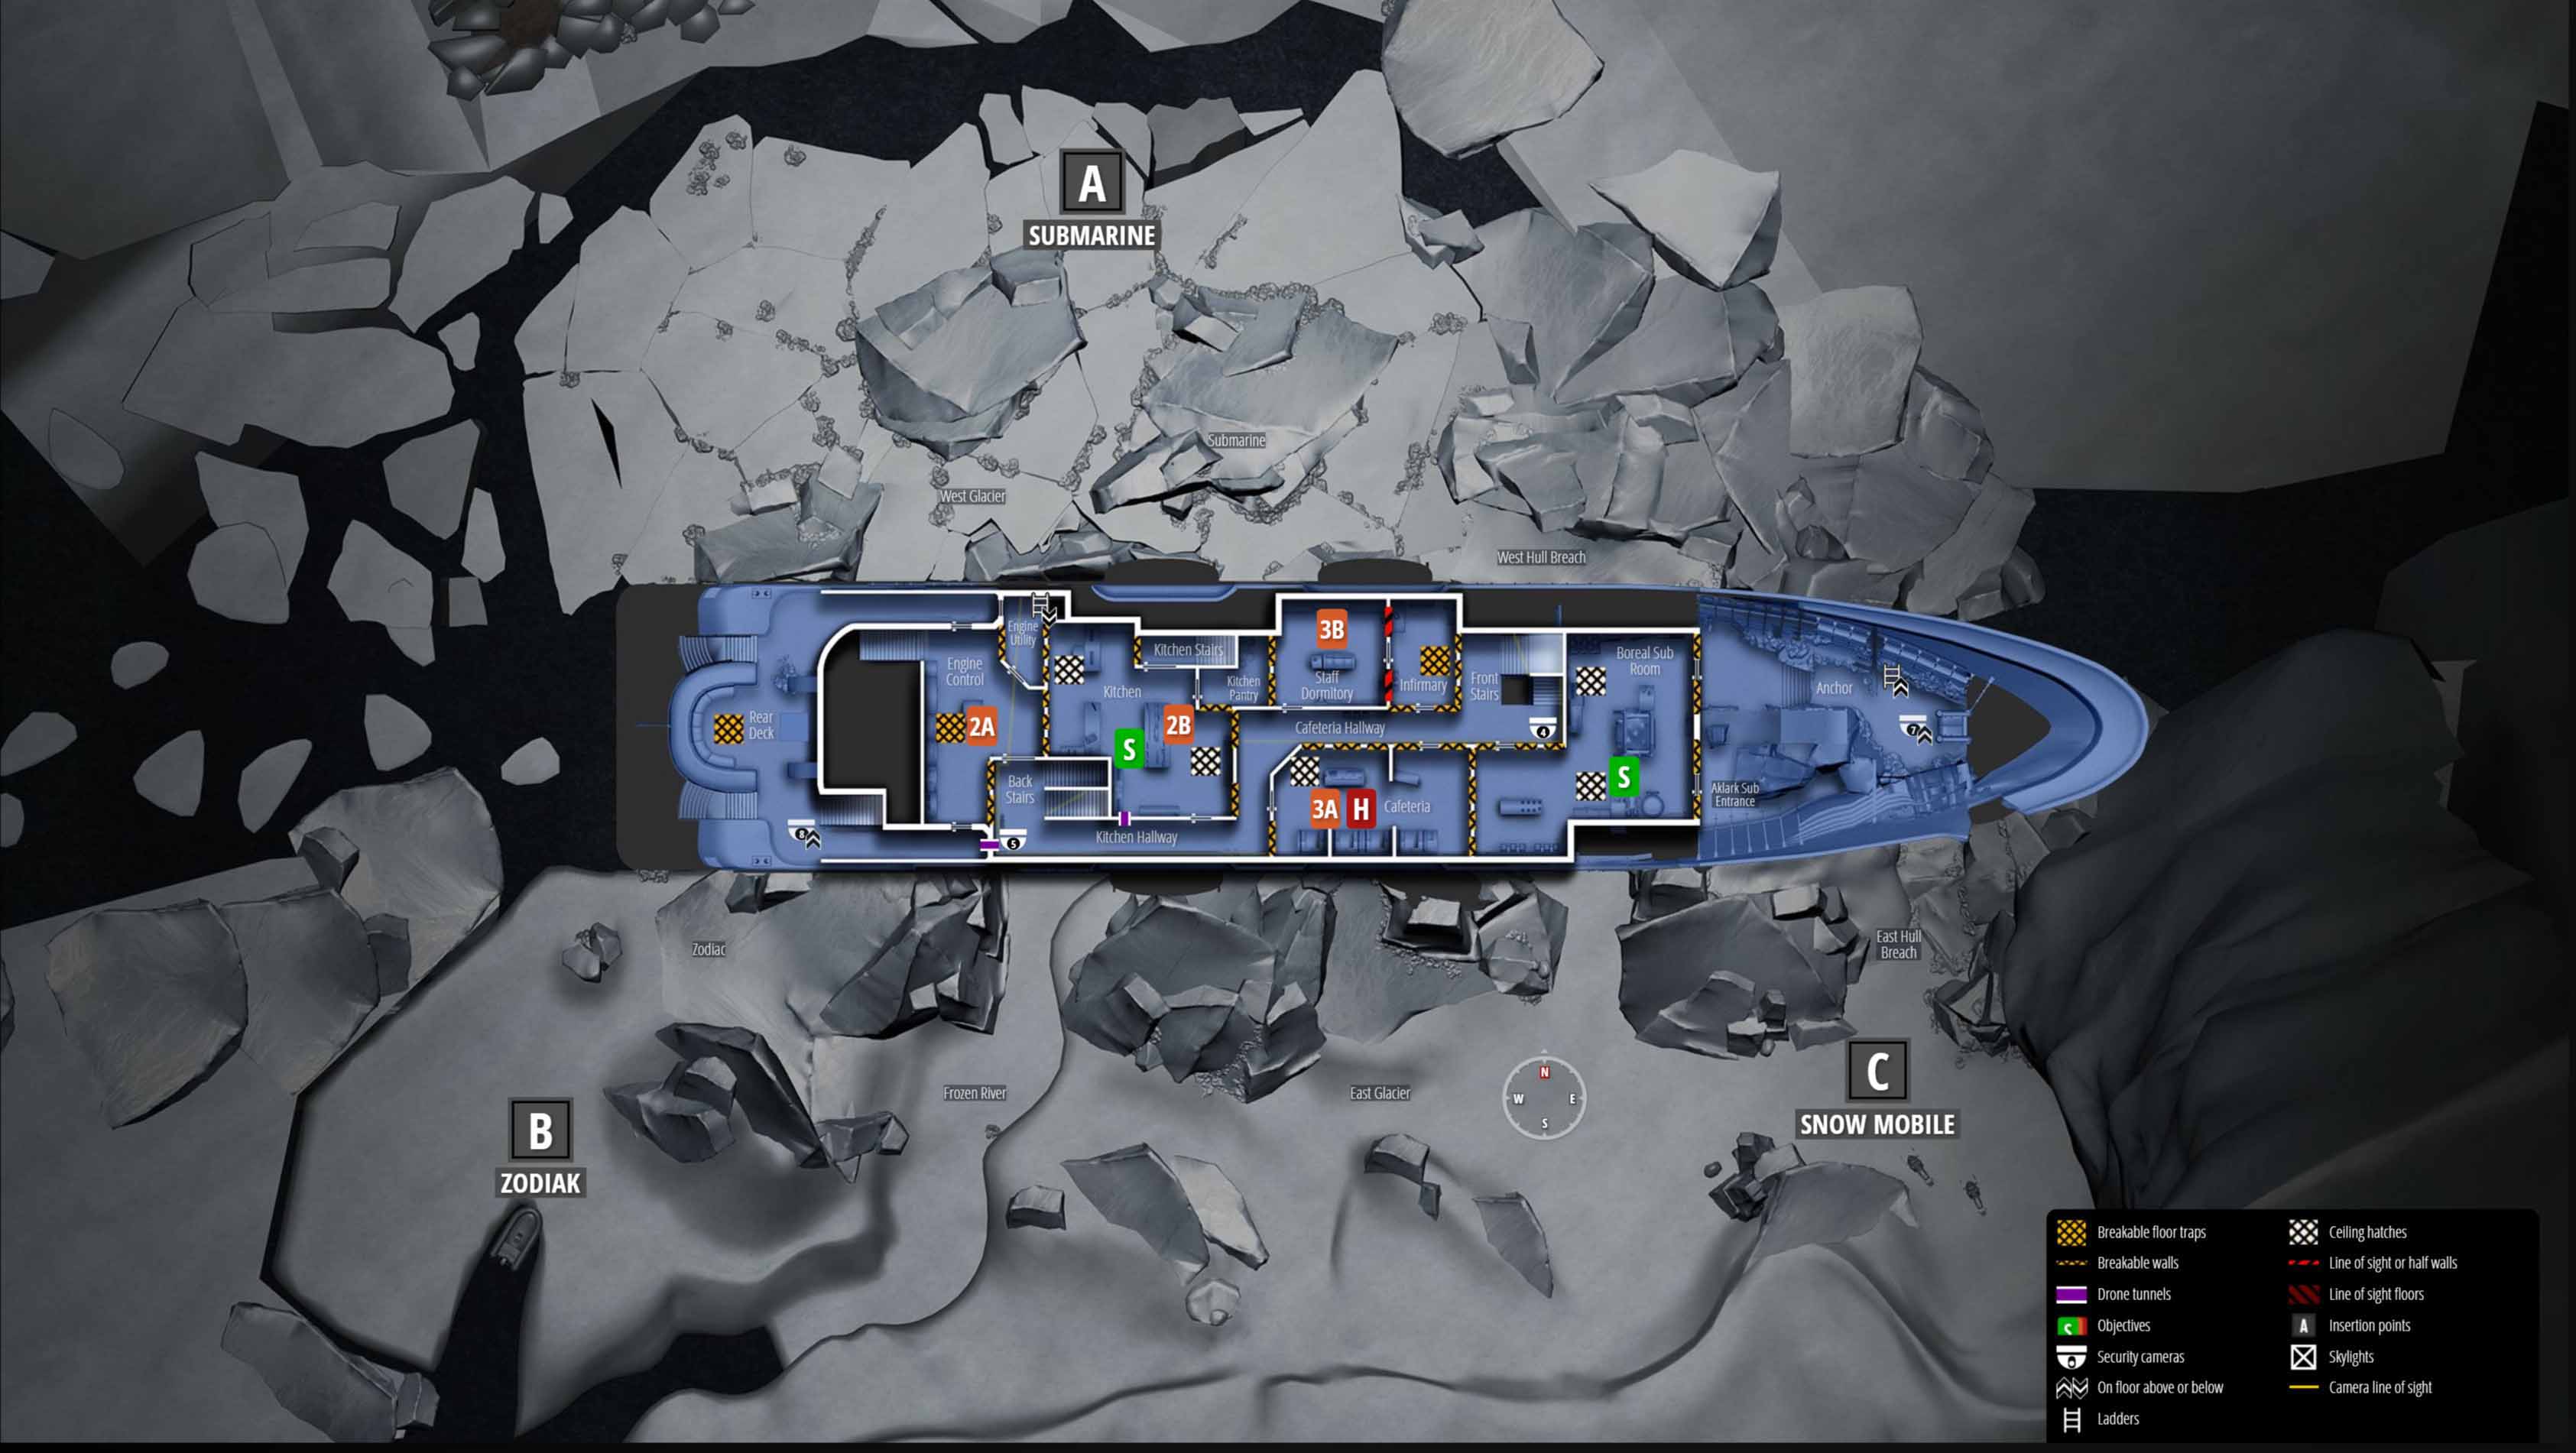 A
SUBMARINE
Submarine
West Glacier
West Hull Breach
Engine
Utility
3B
Kitchen Stairs
Boreal Sub
Room
Engine
Control
Kitchen
Kitchen
Pantry
Staff
Dormitory
Infirmary
Front
Stairs
Anchor
Rear
Deck
2A
2B
Cafeteria Hallway
4
7
S
S
Back
Stairs
3A
H
Cafeteria
Aklark Sub
Entrance
8
5
Kitchen Hallway
Zodiac
East Hull
Breach
Frozen River
East Glacier
N
W
E
S
C
SNOW MOBILE
B
ZODIAK
Breakable floor traps
Ceiling hatches
Breakable walls
Line of sight or half walls
Drone tunnels
Line of sight floors
S
Objectives
A
Insertion points
Security cameras
Skylights
On floor above or below
Camera line of sight
Ladders